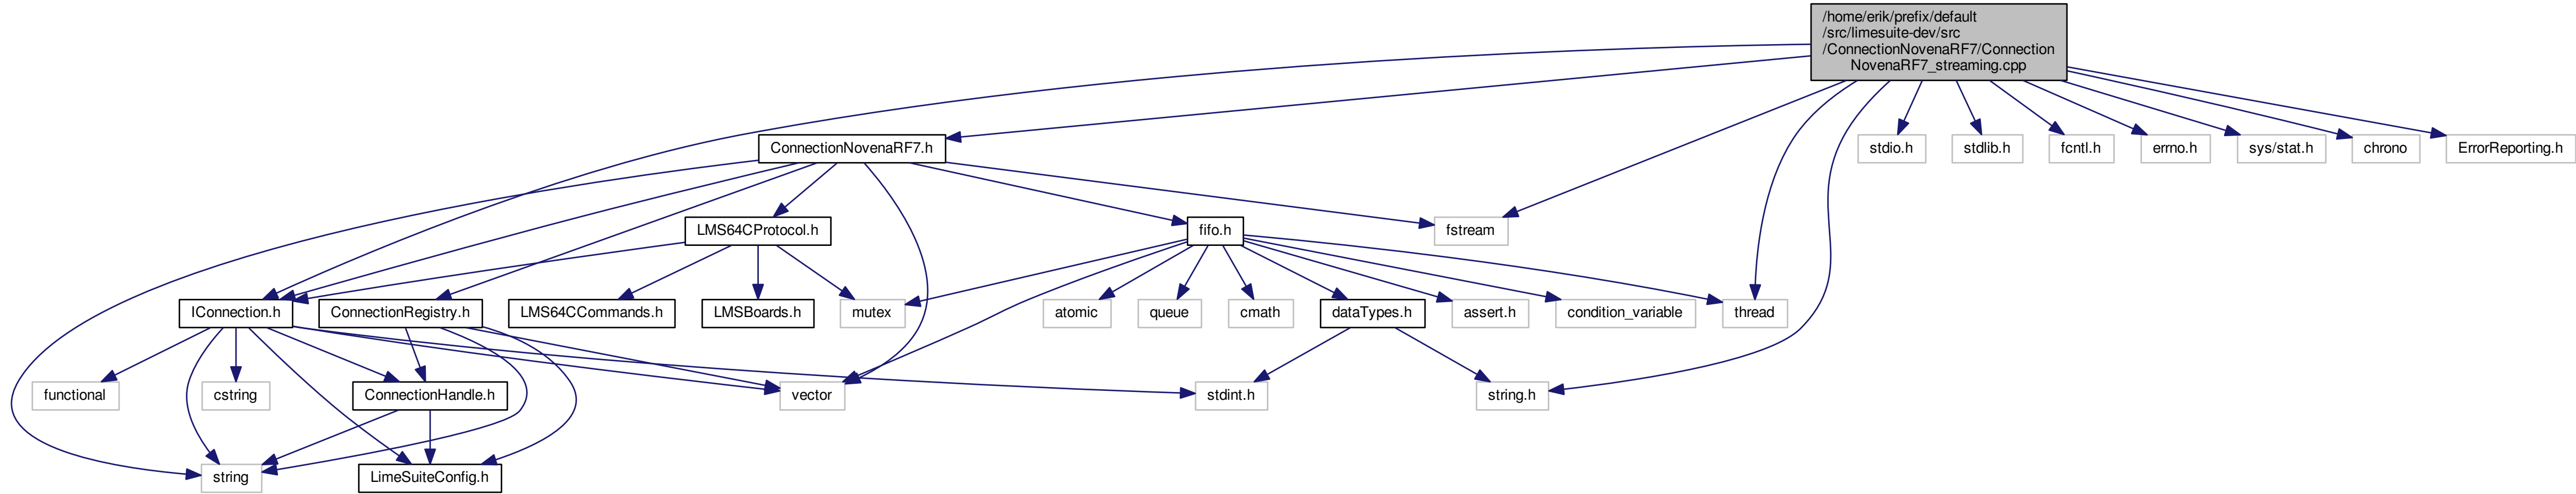 /home/erik/prefix/default
/src/limesuite-dev/src
/ConnectionNovenaRF7/Connection
NovenaRF7_streaming.cpp
ConnectionNovenaRF7.h
stdio.h
stdlib.h
fcntl.h
errno.h
sys/stat.h
chrono
ErrorReporting.h
LMS64CProtocol.h
fifo.h
fstream
IConnection.h
ConnectionRegistry.h
LMS64CCommands.h
LMSBoards.h
mutex
atomic
queue
cmath
dataTypes.h
assert.h
condition_variable
thread
functional
cstring
ConnectionHandle.h
vector
stdint.h
string.h
string
LimeSuiteConfig.h